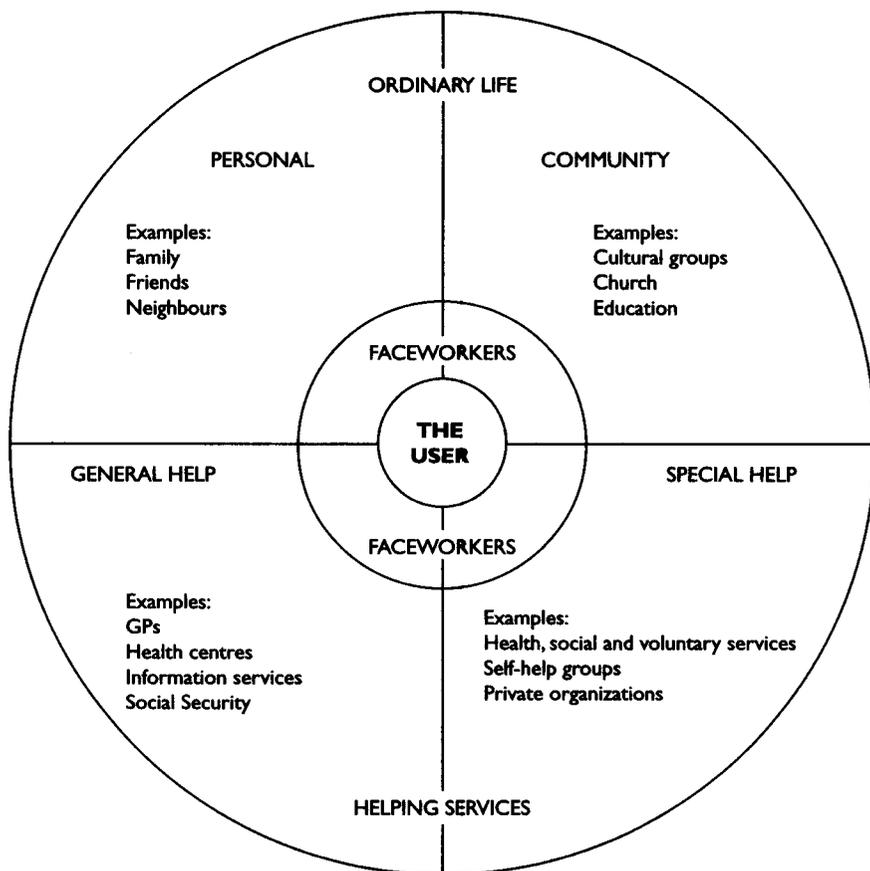 ORDINARY LIFE
PERSONAL
COMMUNITY
Examples:
Family
Friends
Neighbours
Examples:
Cultural groups
Church
Education
FACEWORKERS
THE
USER
GENERAL HELP
SPECIAL HELP
FACEWORKERS
Examples:
GPs
Health centres
Information services
Social Security
Examples:
Health, social and voluntary services
Self-help groups
Private organizations
HELPING SERVICES